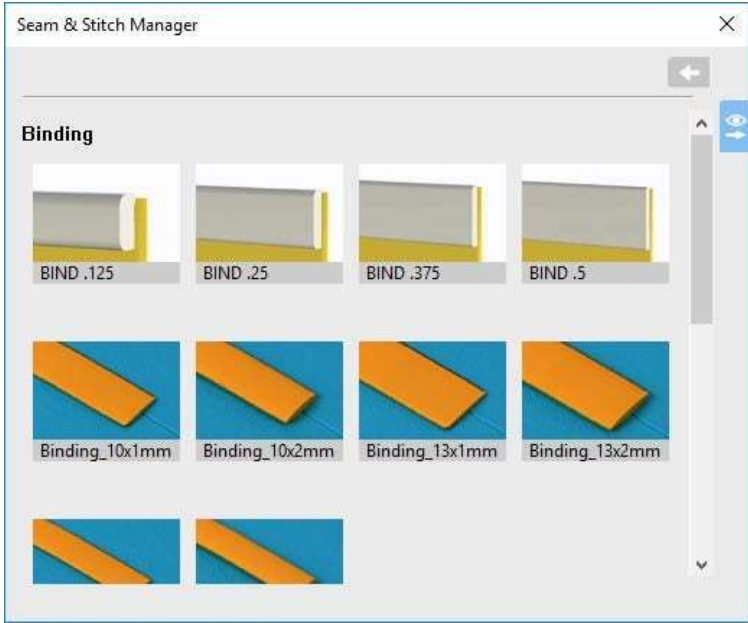 Seam & Stitch Manager
Binding
BIND .125
BIND .25
BIND .375
BIND .5
Binding_10x1mm
Binding_10x2mm
Binding_13x1mm
Binding_13x2mm